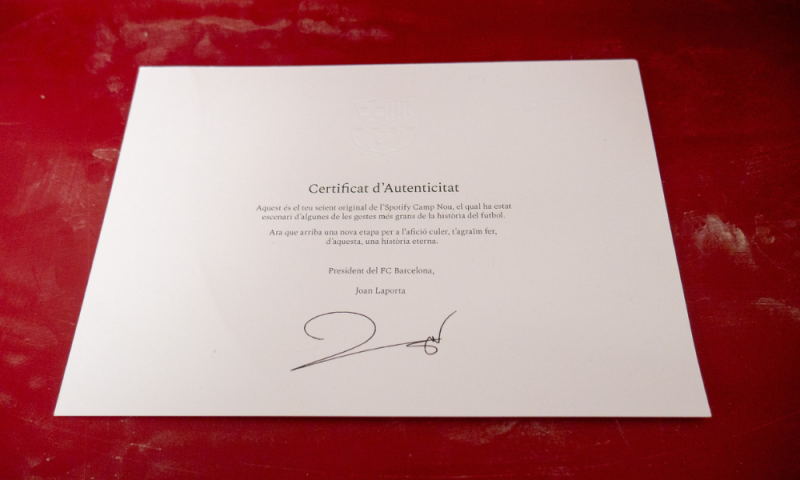 Certificat d'Autenticitat
Aquest és el teu seient original de l'Spotify Camp Nou, el qual ha estat
escenari d'algunes de les gestes més grans de la història del futbol.
Ara que arriba una nova etapa per a l'afició culer, t'agraïm fer,
d'aquesta, una història eterna.
President del FC Barcelona,
Joan Laporta